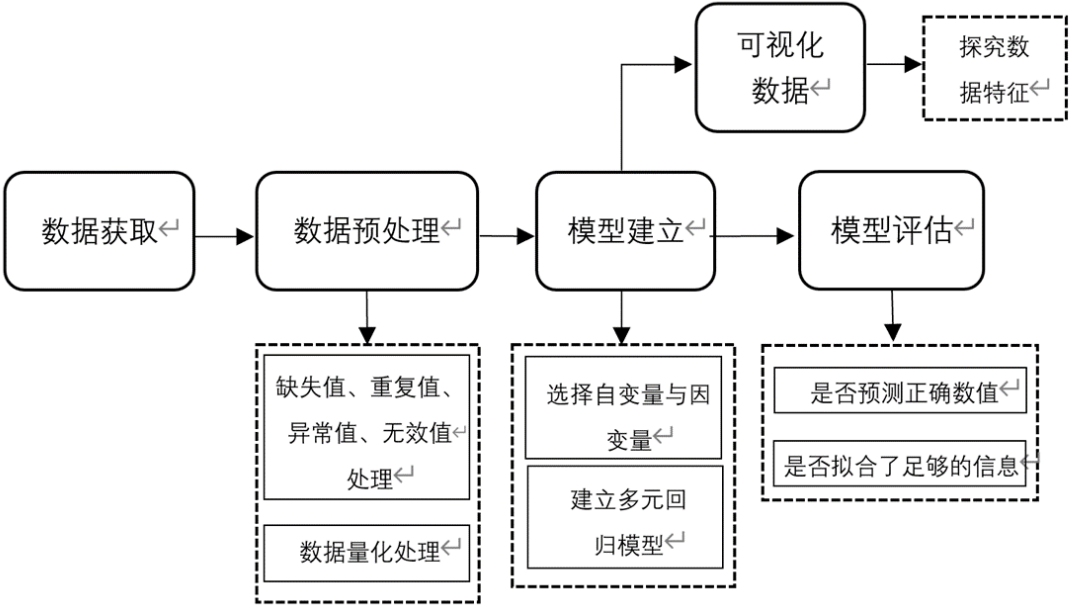 可视化
数据
探究数
据特征
数据获取
数据预处理
模型建立
模型评估
缺失值、重复值、
异常值、无效值
处理
数据量化处理
选择自变量与因
变量
建立多元回
归模型
是否预测正确数值
是否拟合了足够的信息